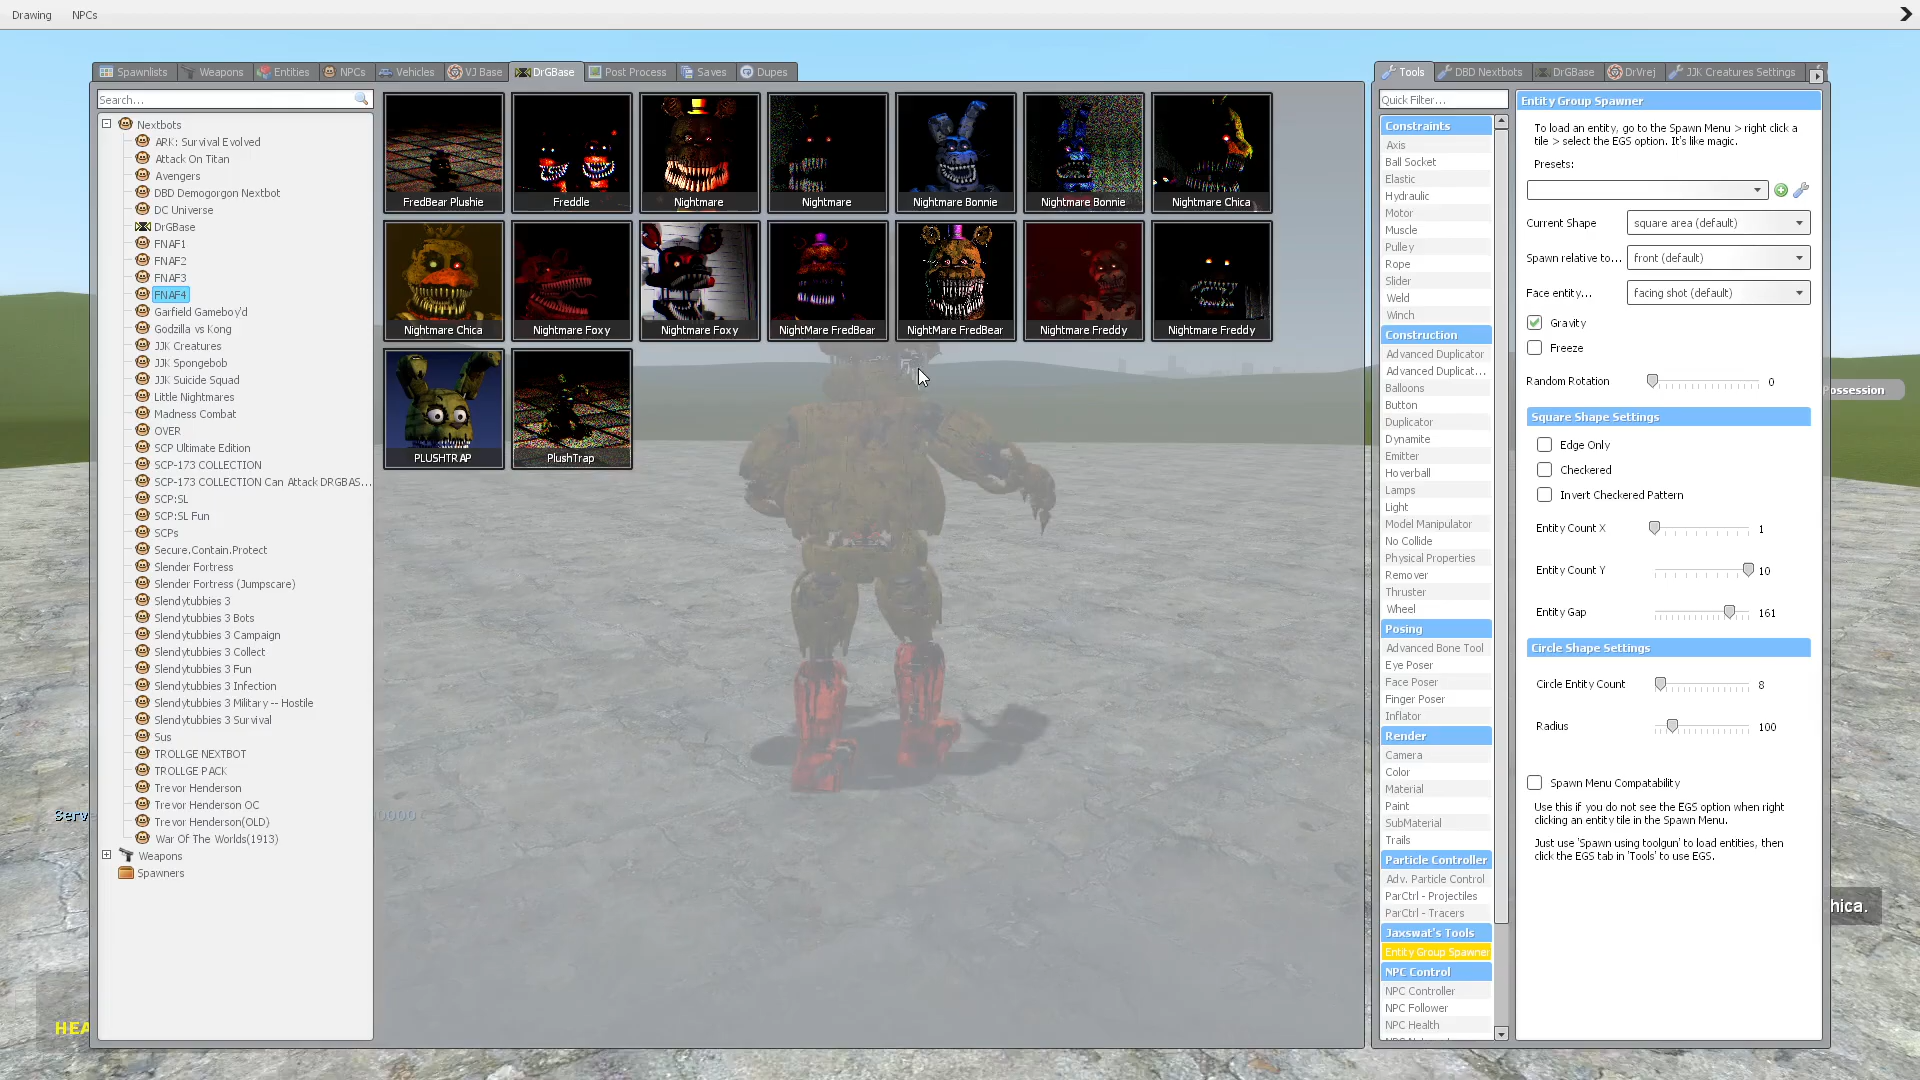 Drawing NPCs
Spawnlists Weapons Entities NPCs Vehicles VJ Base DrGBase Post Process Saves Dupes
Search...
Nextbots
ARK: Survival Evolved
Attack On Titan
Avengers
DBD Demogorgon Nextbot
DC Universe
DrGBase
FNAF1
FNAF2
FNAF3
FNAF4
Garfield Gameboy'd
Godzilla vs Kong
JJK Creatures
JJK Spongebob
JJK Suicide Squad
Little Nightmares
Madness Combat
OVER
SCP Ultimate Edition
SCP-173 COLLECTION
SCP-173 COLLECTION Can Attack DRGBAS...
SCP:SL
SCP:SL Fun
SCPs
Secure.Contain.Protect
Slender Fortress
Slender Fortress (Jumpscare)
Slendytubbies 3
Slendytubbies 3 Bots
Slendytubbies 3 Campaign
Slendytubbies 3 Collect
Slendytubbies 3 Fun
Slendytubbies 3 Infection
Slendytubbies 3 Military -- Hostile
Slendytubbies 3 Survival
Sus
TROLLGE NEXTBOT
TROLLGE PACK
Trevor Henderson
Trevor Henderson OC
Trevor Henderson(OLD)
War Of The Worlds(1913)
Weapons
Spawners
FredBear Plushie Freddle Nightmare Nightmare Nightmare Bonnie Nightmare Bonnie Nightmare Chica
Nightmare Chica Nightmare Foxy Nightmare Foxy NightMare FredBear NightMare FredBear Nightmare Freddy Nightmare Freddy
PLUSHTRAP PlushTrap
Tools DBD Nextbots DrGBase DrVrej JJK Creatures Settings
Quick Filter...
Constraints
Axis
Ball Socket
Elastic
Hydraulic
Motor
Muscle
Pulley
Rope
Slider
Weld
Winch
Construction
Advanced Duplicator
Advanced Duplicat...
Balloons
Button
Duplicator
Dynamite
Emitter
Hoverball
Lamps
Light
Model Manipulator
No Collide
Physical Properties
Remover
Thruster
Wheel
Posing
Advanced Bone Tool
Eye Poser
Face Poser
Finger Poser
Inflator
Render
Camera
Color
Material
Paint
SubMaterial
Trails
Particle Controller
Adv. Particle Control
ParCtrl - Projectiles
ParCtrl - Tracers
Jaxswat's Tools
Entity Group Spawner
NPC Control
NPC Controller
NPC Follower
NPC Health
Entity Group Spawner
To load an entity, go to the Spawn Menu > right click a
tile > select the EGS option. It's like magic.
Presets:
Current Shape square area (default)
Spawn relative to... front (default)
Face entity... facing shot (default)
Gravity
Freeze
Random Rotation 0
Square Shape Settings
Edge Only
Checkered
Invert Checkered Pattern
Entity Count X 1
Entity Count Y 10
Entity Gap 161
Circle Shape Settings
Circle Entity Count 8
Radius 100
Spawn Menu Compatability
Use this if you do not see the EGS option when right
clicking an entity tile in the Spawn Menu.
Just use 'Spawn using toolgun' to load entities, then
click the EGS tab in 'Tools' to use EGS.
Possession
hica.
Serv
HEA